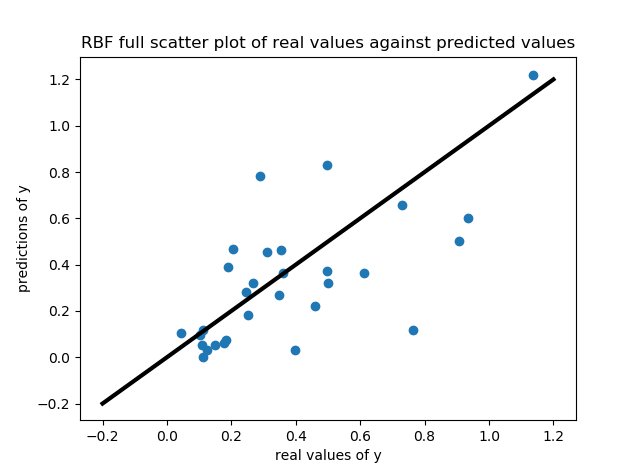 RBF full scatter plot of real values against predicted values
1.2
1.0
0.8
0.6
0.4
0.2
0.0
−0.2
predictions of y
−0.2 0.0 0.2 0.4 0.6 0.8 1.0 1.2
real values of y